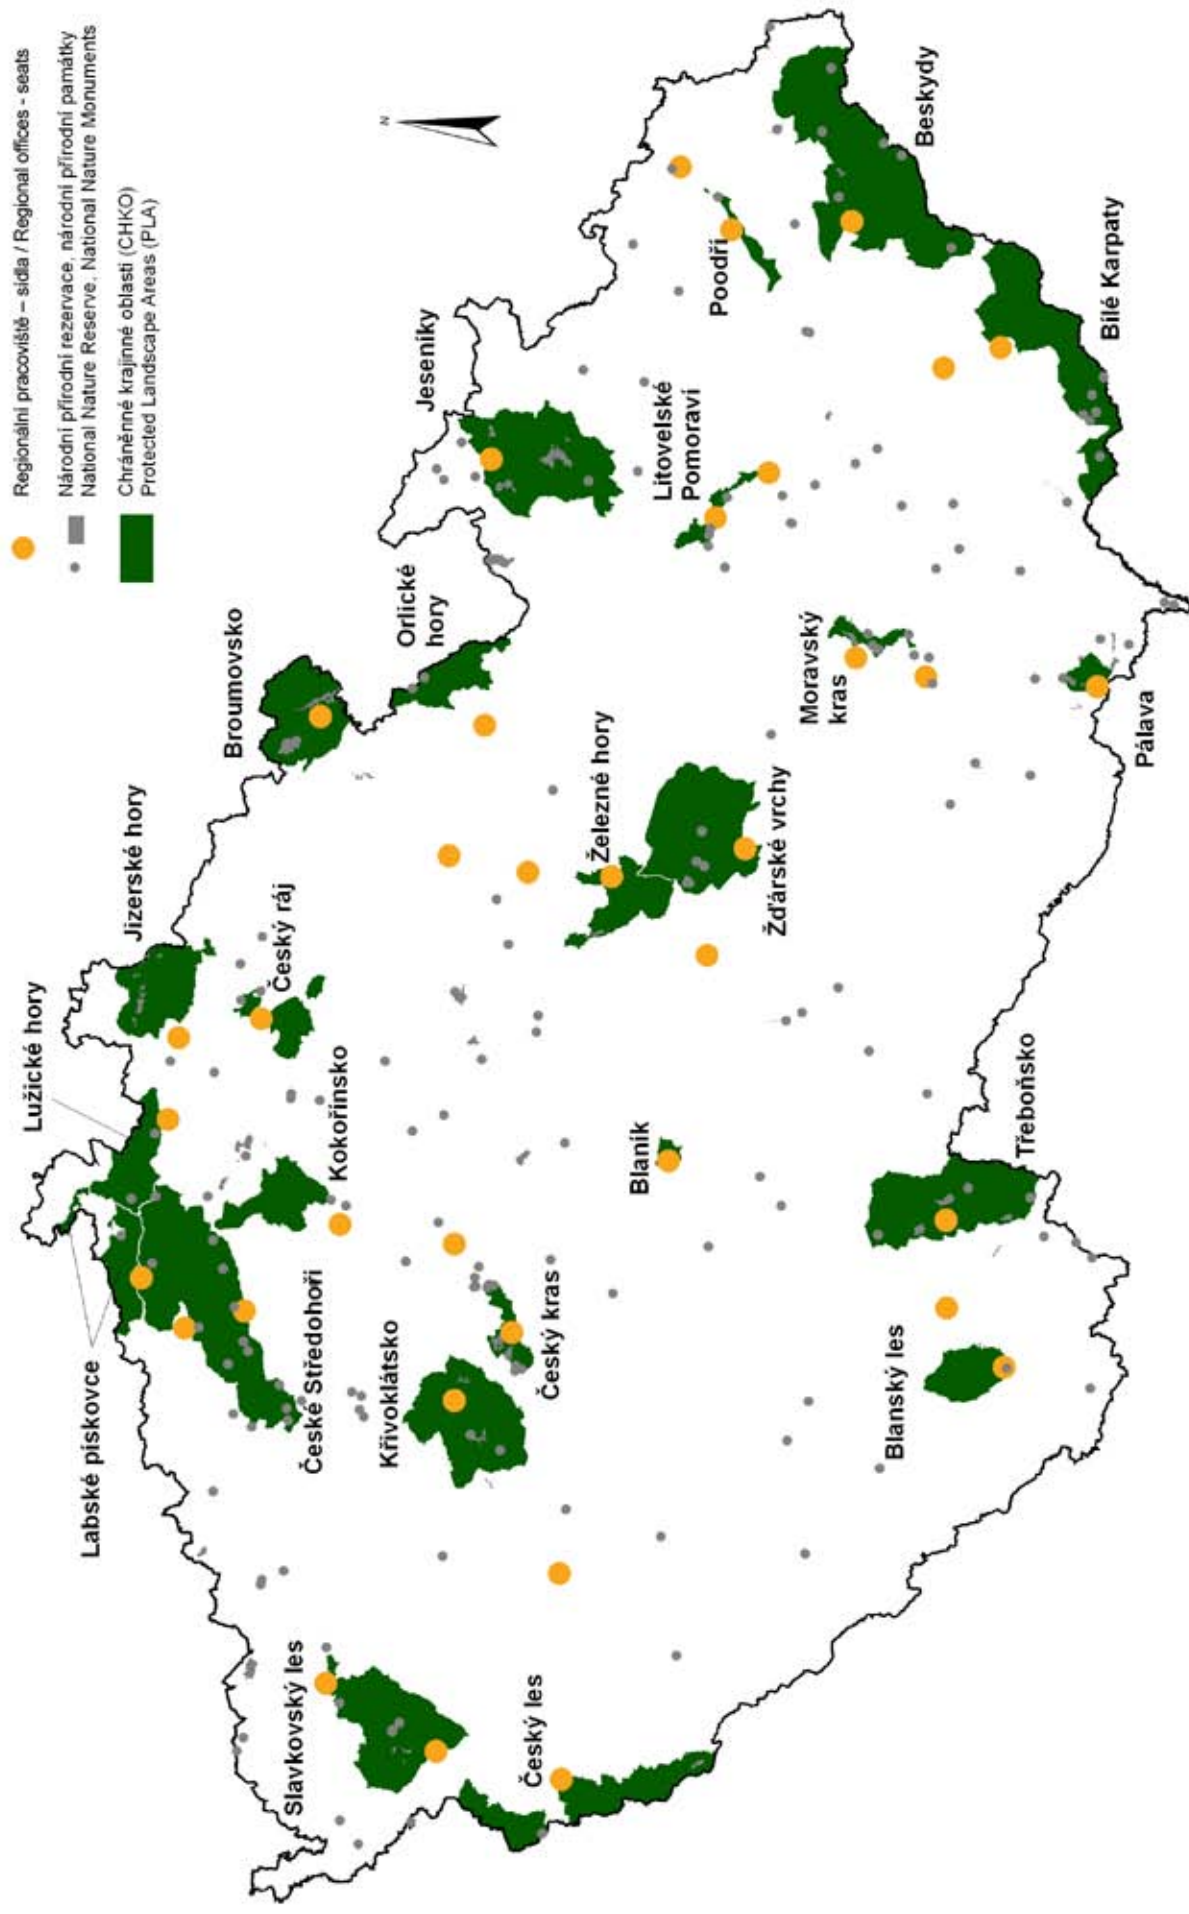 Regionální pracoviště – sídla / Regional offices - seats
Národní přírodní rezervace, národní přírodní památky
National Nature Reserve, National Nature Monuments
Chráněnné krajinné oblasti (CHKO)
Protected Landscape Areas (PLA)
N
Lužické hory
Labské pískovce
Jizerské hory
Broumovsko
Český ráj
Kokořínsko
České Středohoří
Slavkovský les
Orlické
hory
Jeseníky
Křivoklátsko
Český kras
Český les
Železné hory
Litovelské
Pomoraví
Poodří
Blaník
Žďárské vrchy
Moravský
kras
Beskydy
Blanský les
Třeboňsko
Pálava
Bílé Karpaty